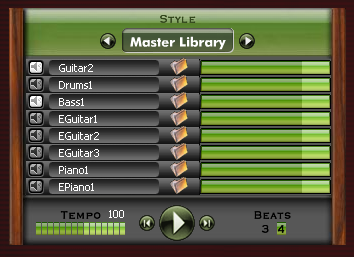 Style
Master Library
Guitar2
Drums1
Bass1
EGuitar1
EGuitar2
EGuitar3
Piano1
EPiano1
Tempo 100
Beats
3 4